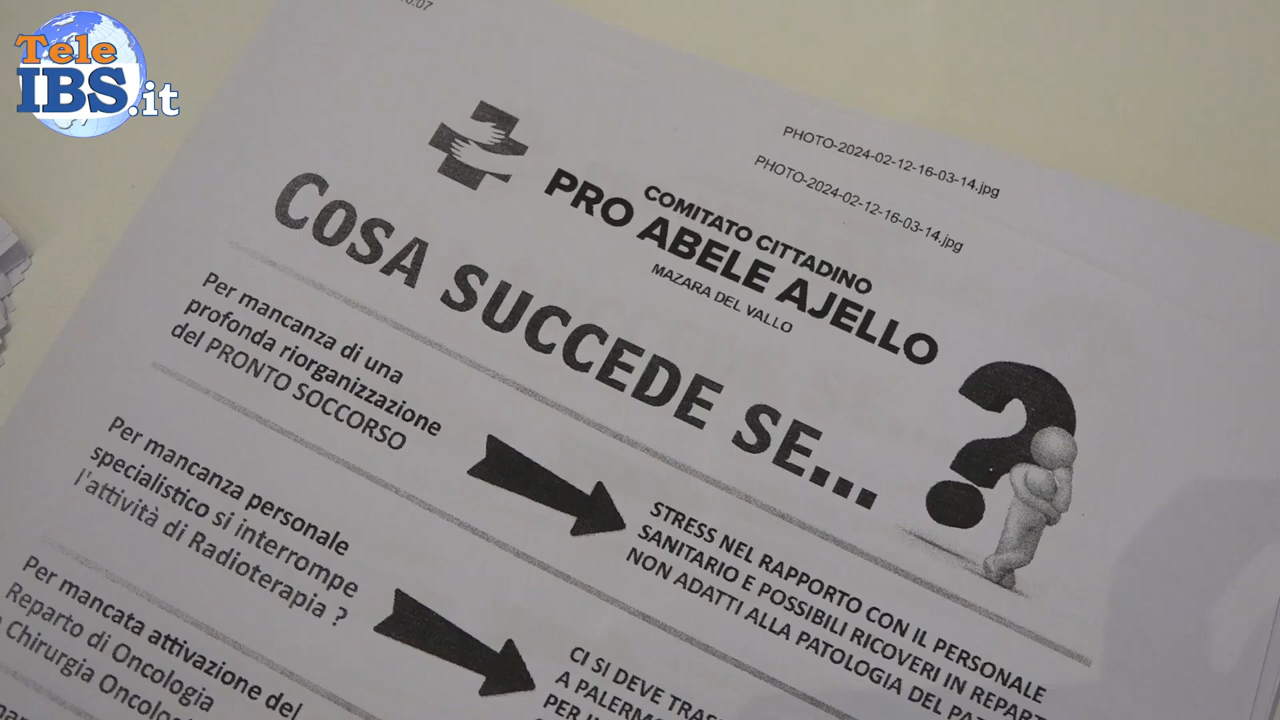 Tele
IBS.it
PHOTO-2024-02-12-16-03-14.jpg
PHOTO-2024-02-12-16-03-14.jpg
COMITATO CITTADINO
PRO ABELE AJELLO
MAZARA DEL VALLO
COSA SUCCEDE SE...
Per mancanza di una
profonda riorganizzazione
del PRONTO SOCCORSO
STRESS NEL RAPPORTO CON IL PERSONALE
SANITARIO E POSSIBILI RICOVERI IN
NON ADATTI ALLA PATOLOGIA DEL
Per mancanza personale
specialistico si interrompe
l'attività di Radioterapia ?
CI SI DEVE
A
PER
Per mancata attivazione del
Reparto di Oncologia
Chirurgia